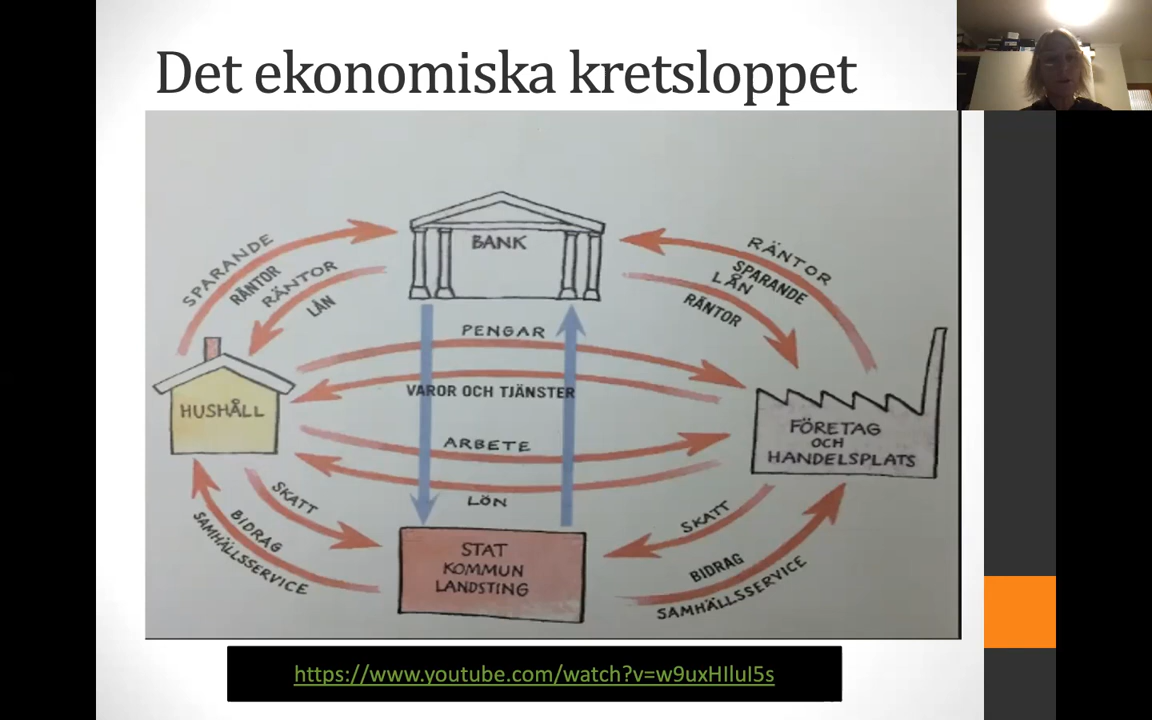 Det ekonomiska kretsloppet
BANK
SPARANDE
RÄNTOR
RÄNTOR
LÅN
RÄNTOR
SPARANDE
LÅN
RÄNTOR
PENGAR
VAROR OCH TJÄNSTER
HUSHÅLL
FÖRETAG
OCH
HANDELSPLATS
ARBETE
LÖN
SKATT
BIDRAG
SAMHÄLLSSERVICE
STAT
KOMMUN
LANDSTING
SKATT
BIDRAG
SAMHÄLLSSERVICE
https://www.youtube.com/watch?v=w9uxHIluI5s